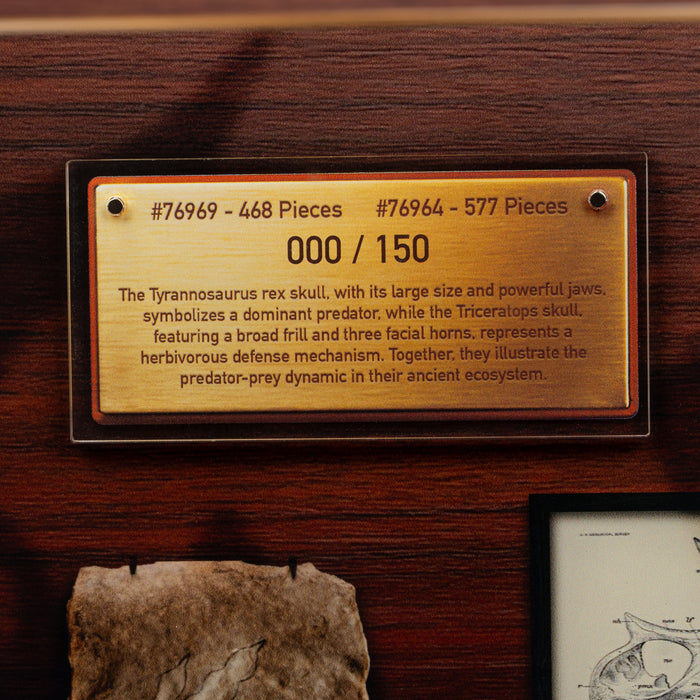 #76969 - 468 Pieces #76964 - 577 Pieces
000 / 150
The Tyrannosaurus rex skull, with its large size and powerful jaws,
symbolizes a dominant predator, while the Triceratops skull,
featuring a broad frill and three facial horns, represents a
herbivorous defense mechanism. Together, they illustrate the
predator-prey dynamic in their ancient ecosystem.